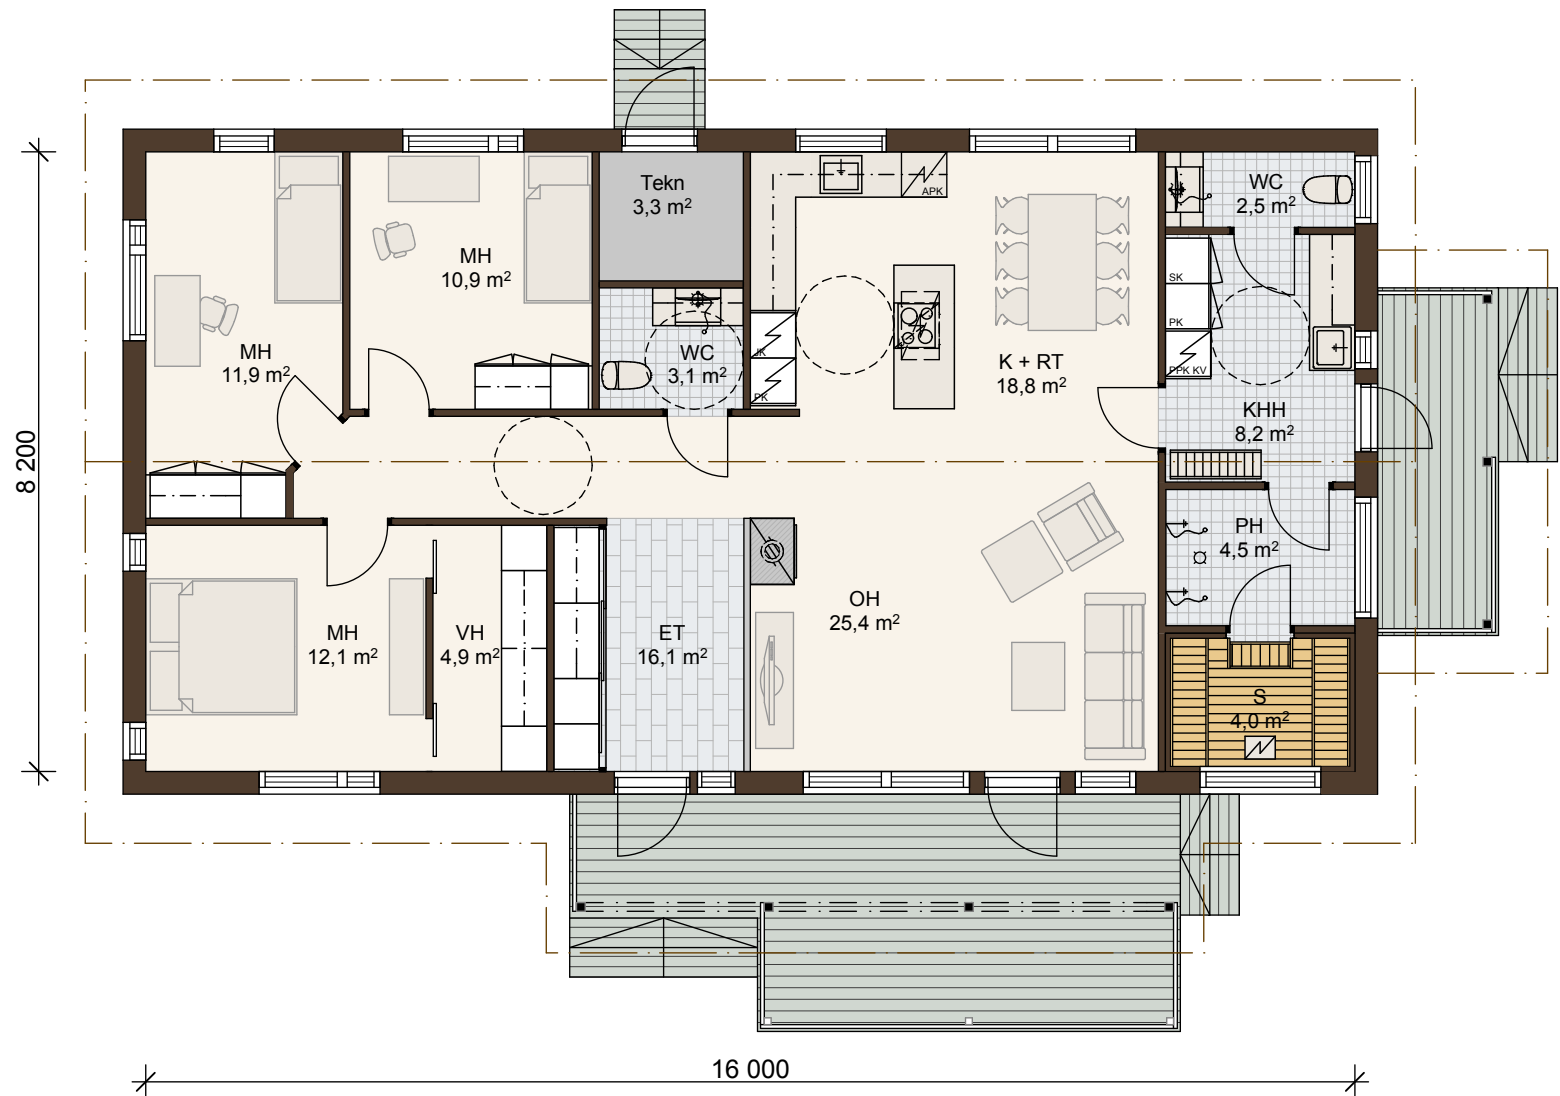 Tekn
3,3 m²
APK
WC
2,5 m²
MH
10,9 m²
SK
PK
MH
11,9 m²
JK
PK
WC
3,1 m²
K + RT
18,8 m²
PPK KV
KHH
8,2 m²
8 200
PH
4,5 m²
OH
25,4 m²
MH
12,1 m²
VH
4,9 m²
ET
16,1 m²
S
4,0 m²
16 000